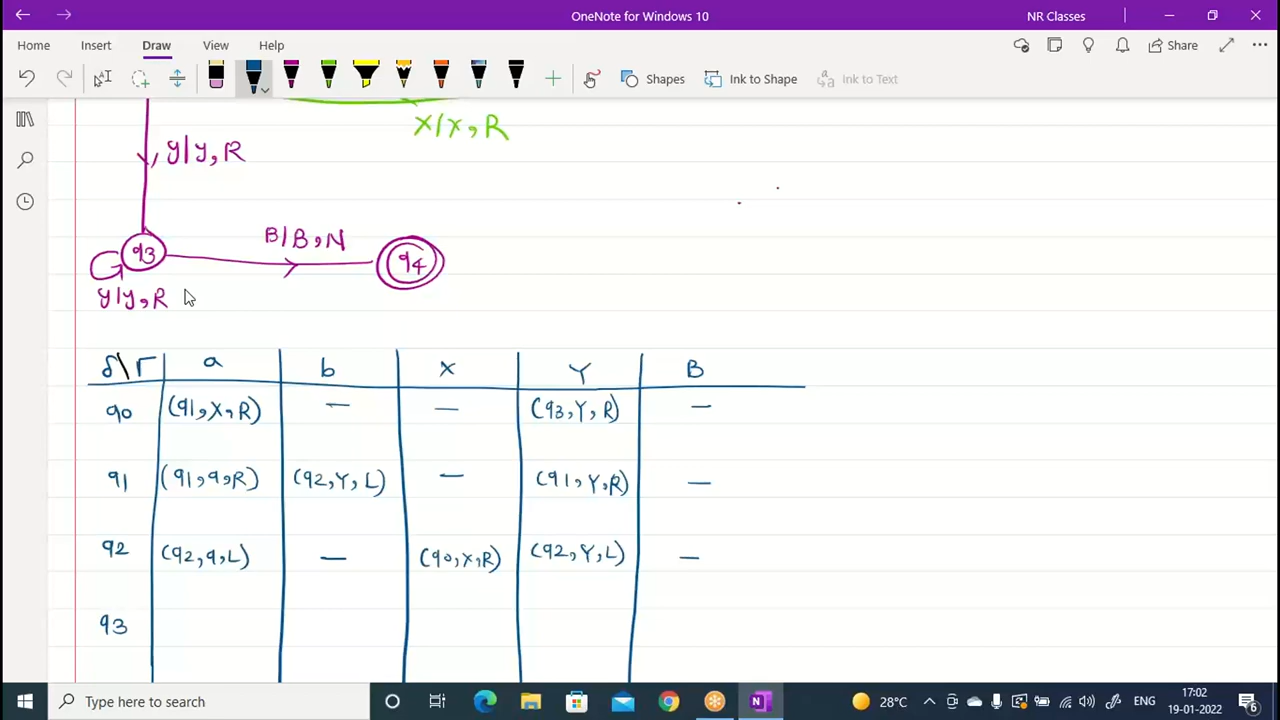 OneNote for Windows 10
NR Classes
Home Insert Draw View Help
Share
Shapes Ink to Shape Ink to Text
X/x, R
y|y, R
q3 B/B, N q4
y|y, R
δ\Γ a b X Y B
q0 (q1, X, R) — — (q3, Y, R) —
q1 (q1, a, R) (q2, Y, L) — (q1, Y, R) —
q2 (q2, a, L) — (q0, x, R) (q2, Y, L) —
q3
Type here to search
28°C ENG 17:02
19-01-2022
6